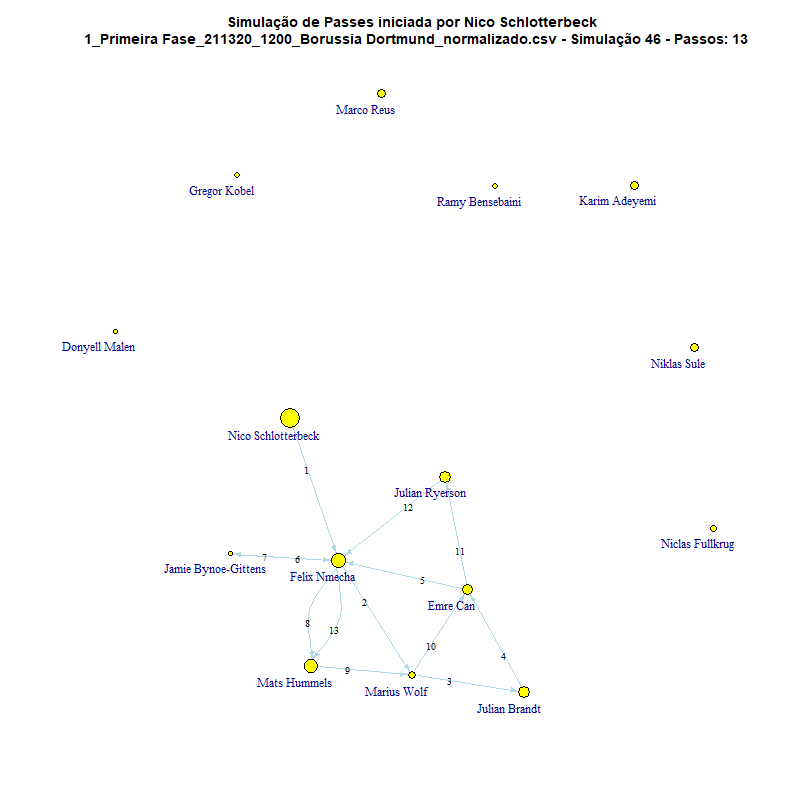 Simulação de Passes iniciada por Nico Schlotterbeck
1_Primeira Fase_211320_1200_Borussia Dortmund_normalizado.csv - Simulação 46 - Passos: 13
Marco Reus
Gregor Kobel
Ramy Bensebaini
Karim Adeyemi
Donyell Malen
Niklas Sule
Nico Schlotterbeck
1
Julian Ryerson
12
Niclas Fullkrug
11
7
6
Jamie Bynoe-Gittens
Felix Nmecha
5
2
Emre Can
8
13
10
4
9
Mats Hummels
3
Marius Wolf
Julian Brandt